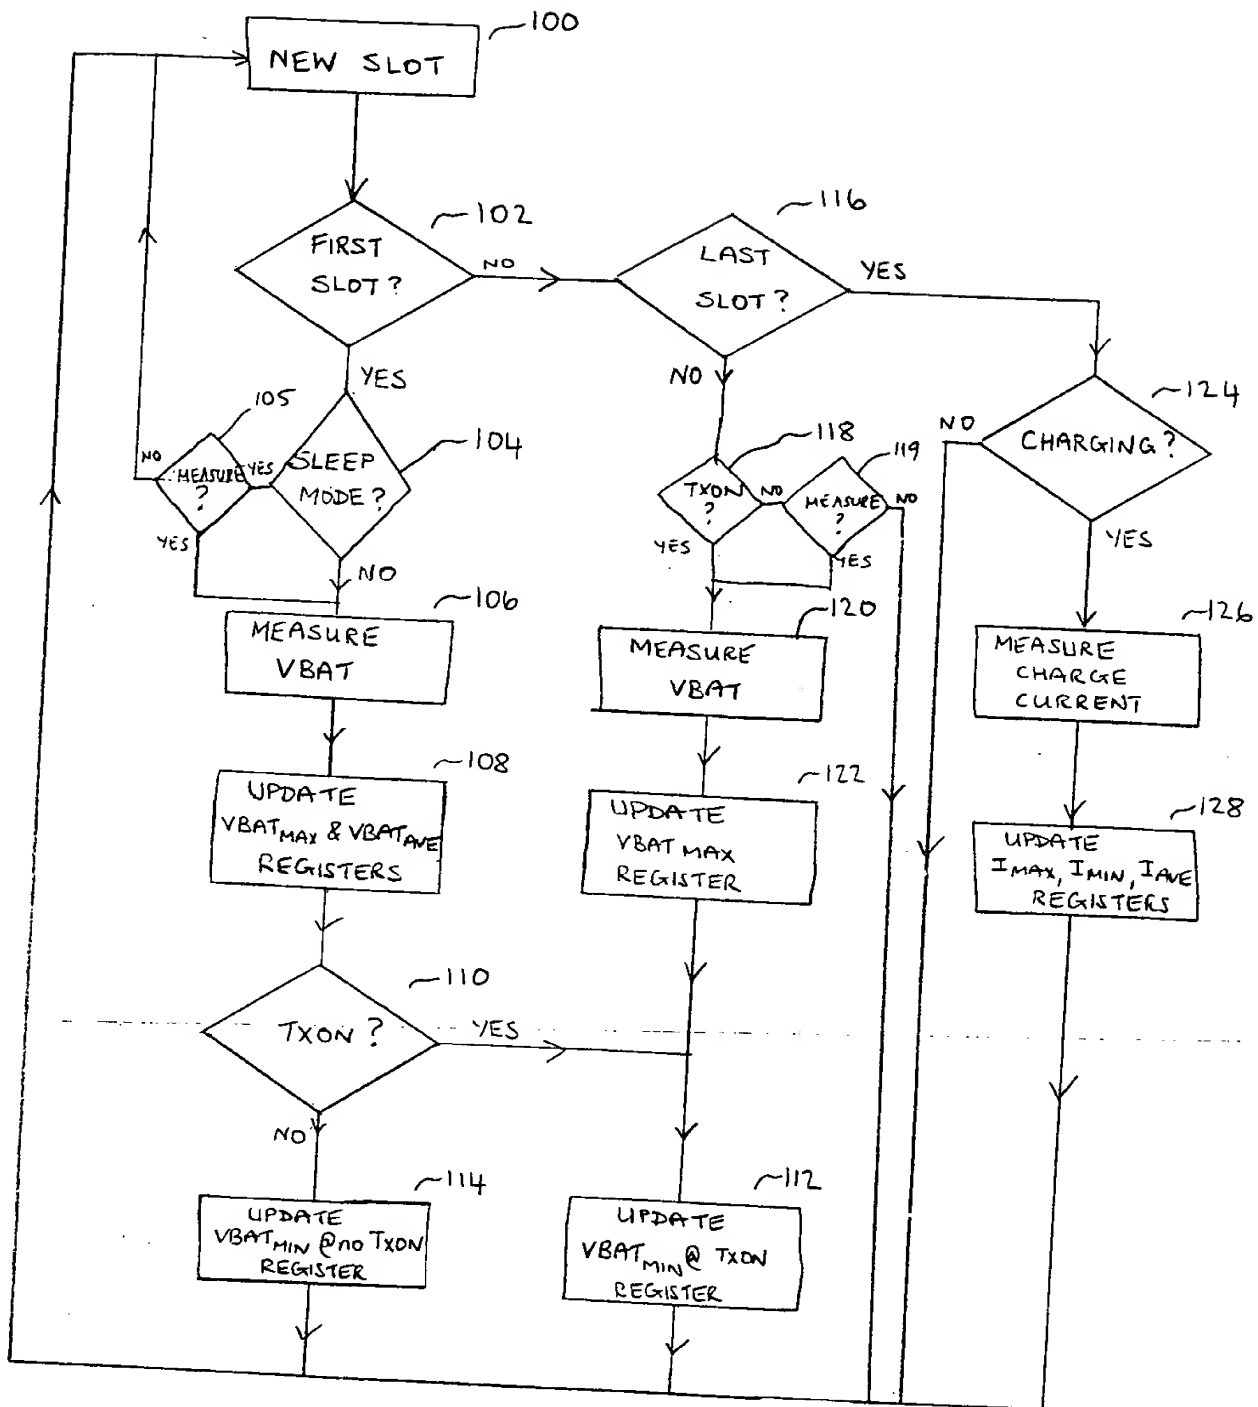 100
NEW SLOT
102
FIRST
SLOT?
NO
116
LAST
SLOT?
YES
YES
NO
105
NO
MEASURE
?
YES
YES
104
SLEEP
MODE?
NO
118
TXON
?
NO
YES
119
MEASURE
?
NO
YES
124
CHARGING?
NO
YES
106
MEASURE
VBAT
120
MEASURE
VBAT
126
MEASURE
CHARGE
CURRENT
108
UPDATE
VBATMAX & VBATAVE
REGISTERS
122
UPDATE
VBAT MAX
REGISTER
128
UPDATE
IMAX, IMIN, IAVE
REGISTERS
110
TXON?
YES
NO
114
UPDATE
VBATMIN @no TXON
REGISTER
112
UPDATE
VBATMIN@ TXON
REGISTER